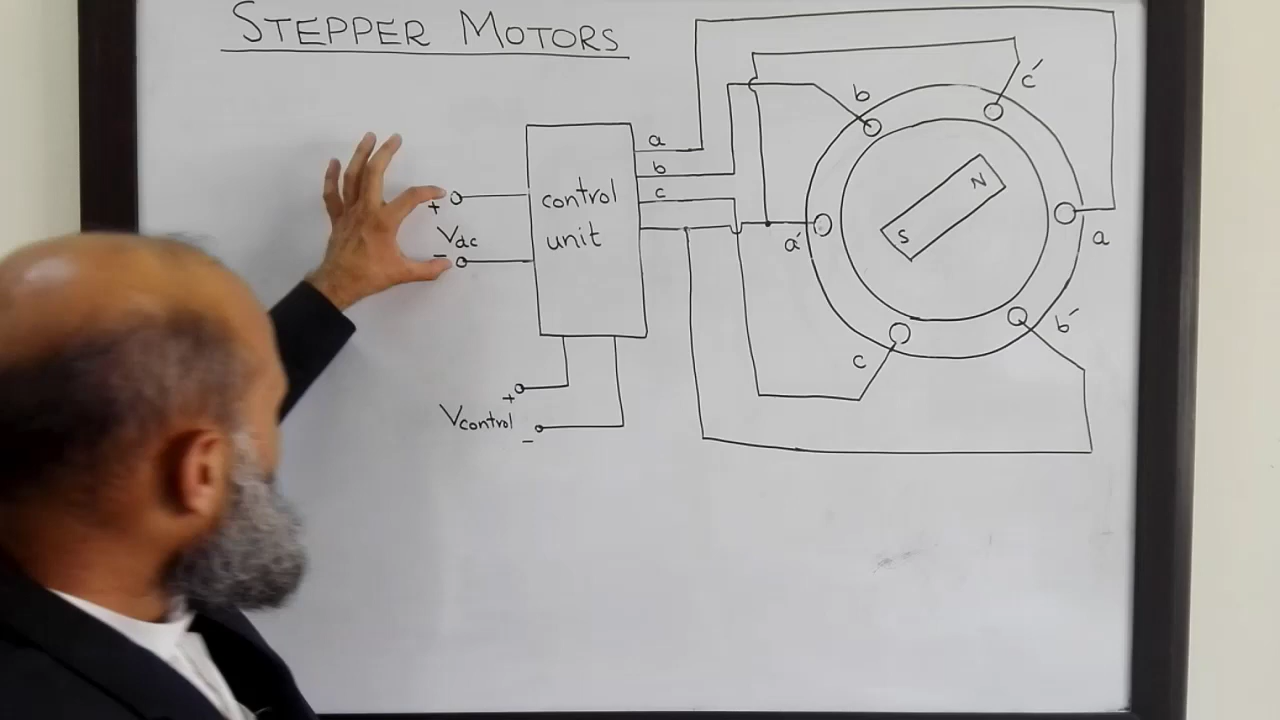 STEPPER MOTORS
a
b
c
control
unit
+
Vdc
-
+
Vcontrol
-
b
c′
a′
a
c
b′
N
S